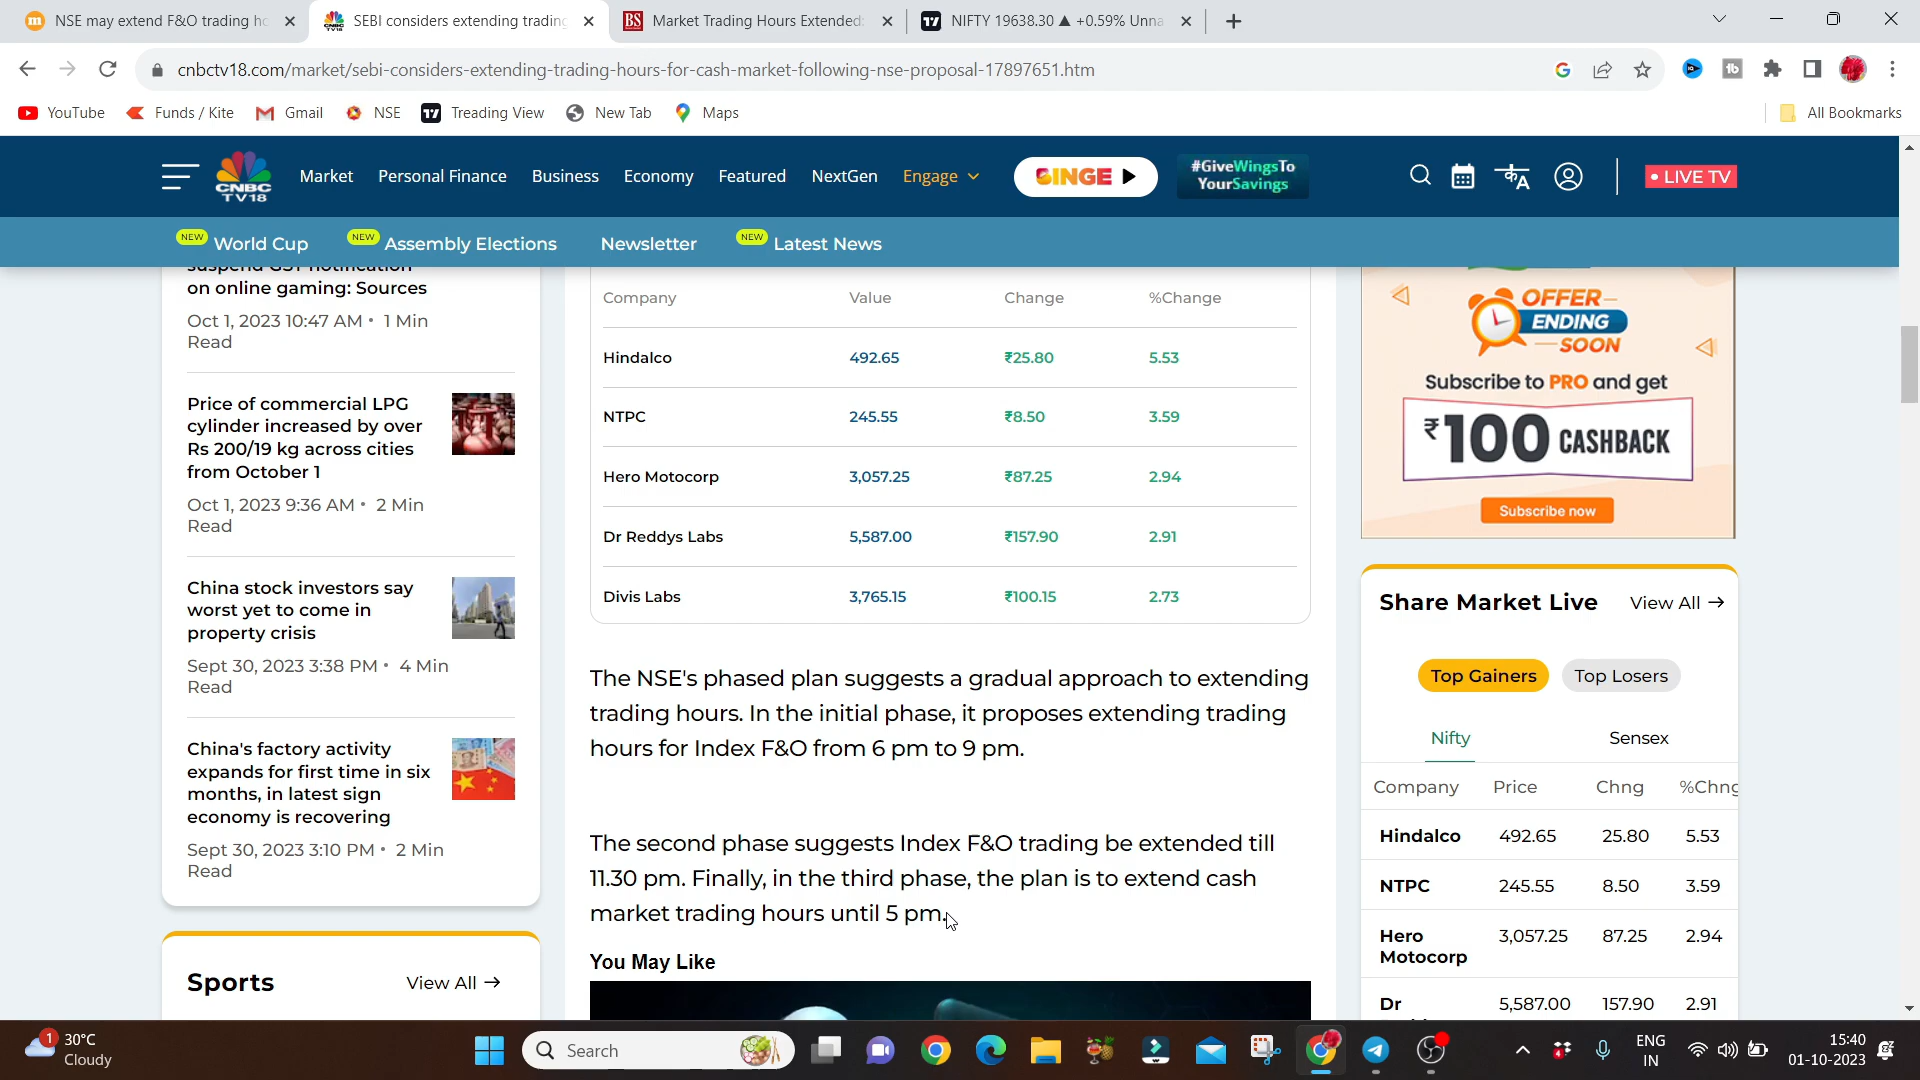 NSE may extend F&O trading ho
SEBI considers extending trading
BS Market Trading Hours Extended:
NIFTY 19638.30 ▲ +0.59% Unna
cnbctv18.com/market/sebi-considers-extending-trading-hours-for-cash-market-following-nse-proposal-17897651.htm
YouTube
Funds / Kite
Gmail
NSE
Treading View
New Tab
Maps
All Bookmarks
CNBC
TV18
Market
Personal Finance
Business
Economy
Featured
NextGen
Engage
BINGE
#GiveWingsTo
YourSavings
• LIVE TV
NEW World Cup
NEW Assembly Elections
Newsletter
NEW Latest News
suspend GST notification
on online gaming: Sources
Oct 1, 2023 10:47 AM • 1 Min
Read
Price of commercial LPG
cylinder increased by over
Rs 200/19 kg across cities
from October 1
Oct 1, 2023 9:36 AM • 2 Min
Read
China stock investors say
worst yet to come in
property crisis
Sept 30, 2023 3:38 PM • 4 Min
Read
China's factory activity
expands for first time in six
months, in latest sign
economy is recovering
Sept 30, 2023 3:10 PM • 2 Min
Read
Sports
View All →
Company Value Change %Change
Hindalco 492.65 ₹25.80 5.53
NTPC 245.55 ₹8.50 3.59
Hero Motocorp 3,057.25 ₹87.25 2.94
Dr Reddys Labs 5,587.00 ₹157.90 2.91
Divis Labs 3,765.15 ₹100.15 2.73
The NSE's phased plan suggests a gradual approach to extending
trading hours. In the initial phase, it proposes extending trading
hours for Index F&O from 6 pm to 9 pm.
The second phase suggests Index F&O trading be extended till
11.30 pm. Finally, in the third phase, the plan is to extend cash
market trading hours until 5 pm.
You May Like
OFFER
ENDING
SOON
Subscribe to PRO and get
₹100 CASHBACK
Subscribe now
Share Market Live
View All →
Top Gainers
Top Losers
Nifty
Sensex
Company Price Chng %Chng
Hindalco 492.65 25.80 5.53
NTPC 245.55 8.50 3.59
Hero 3,057.25 87.25 2.94
Motocorp
Dr 5,587.00 157.90 2.91
1
30°C
Cloudy
Search
ENG
IN
15:40
01-10-2023